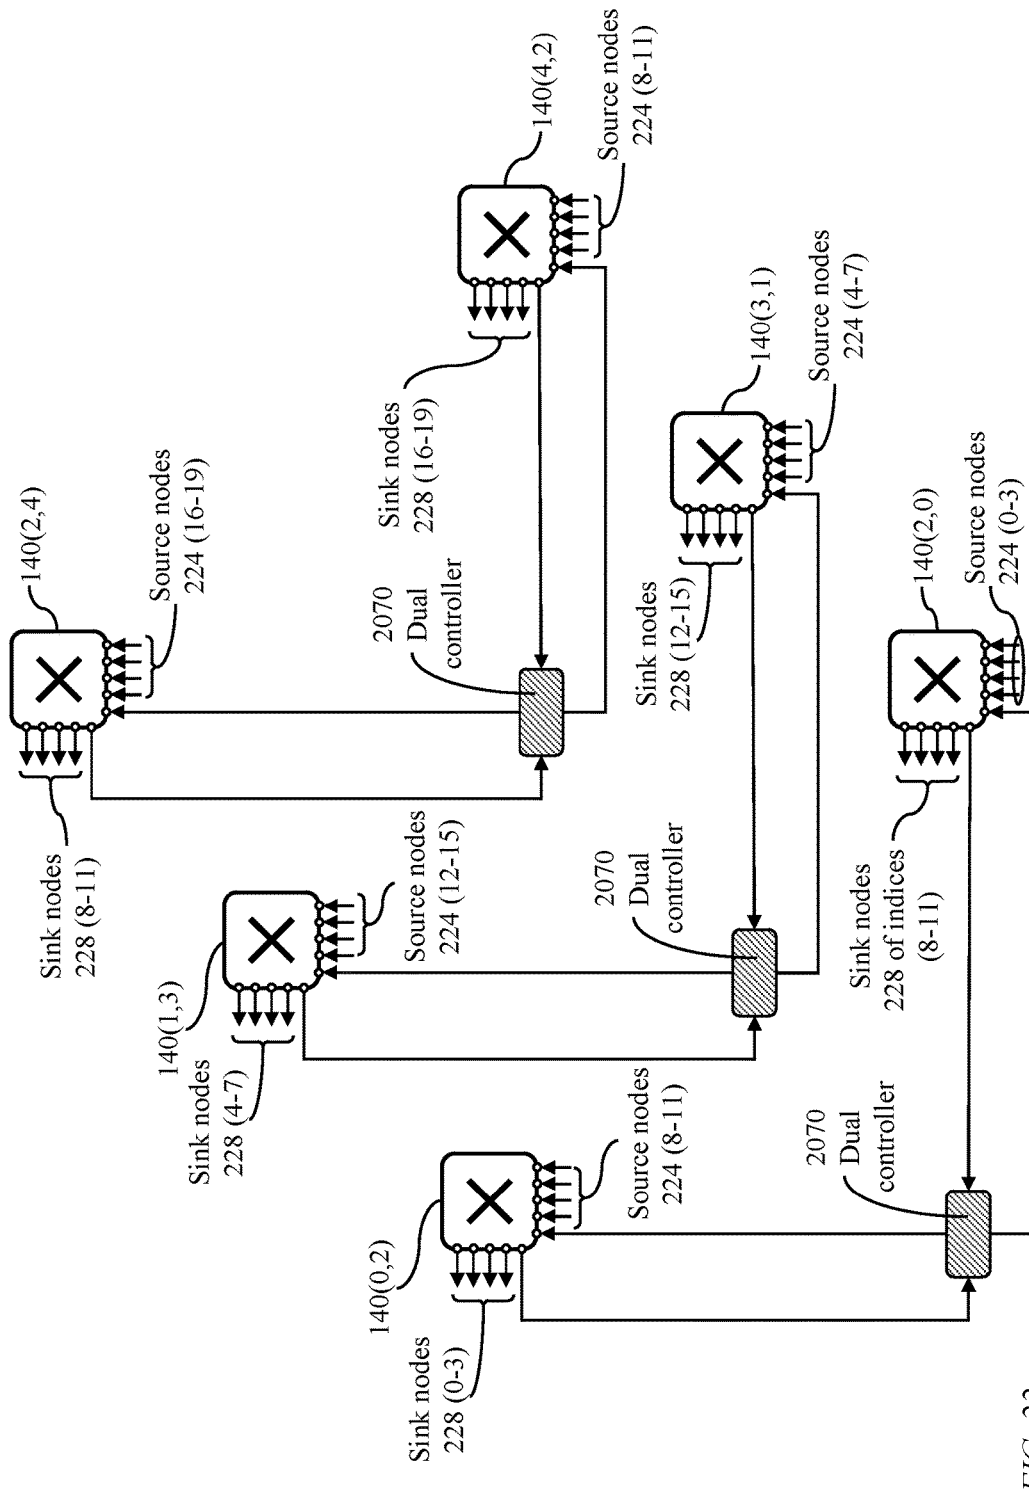 140(2,4)
Source nodes
224 (16-19)
Sink nodes
228 (8-11)
140(4,2)
Source nodes
224 (8-11)
Sink nodes
228 (16-19)
2070
Dual
controller
140(1,3)
Source nodes
224 (12-15)
Sink nodes
228 (4-7)
140(3,1)
Source nodes
224 (4-7)
Sink nodes
228 (12-15)
2070
Dual
controller
140(0,2)
Source nodes
224 (8-11)
Sink nodes
228 (0-3)
140(2,0)
Source nodes
224 (0-3)
Sink nodes
228 of indices
(8-11)
2070
Dual
controller